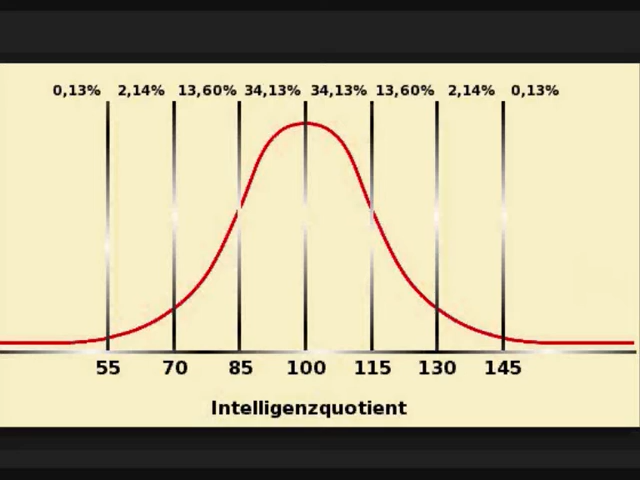 0,13% 2,14% 13,60% 34,13% 34,13% 13,60% 2,14% 0,13%
55 70 85 100 115 130 145
Intelligenzquotient